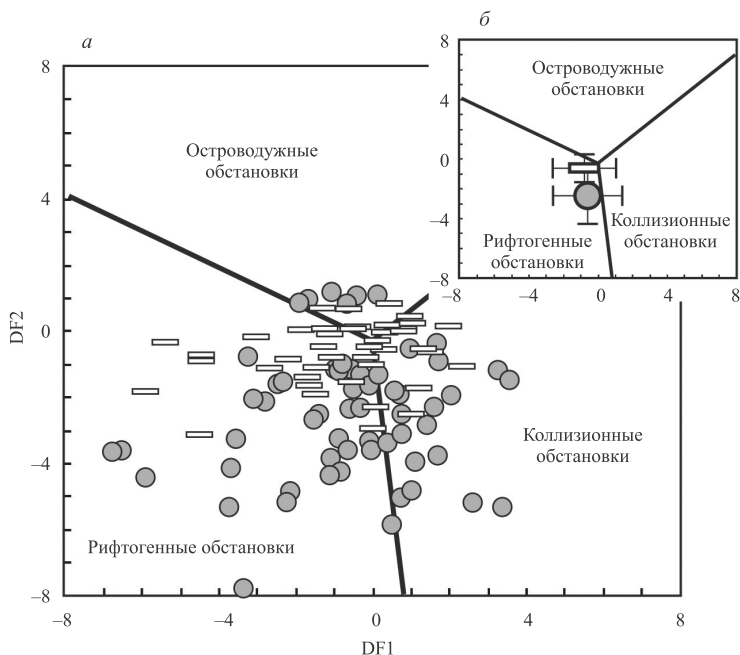 а
8
4
0
−4
−8
−8
−4
0
4
8
DF2
DF1
Островодужные
обстановки
Коллизионные
обстановки
Рифтогенные обстановки
б
8
4
0
−4
−8
−8
−4
0
4
8
Островодужные
обстановки
Коллизионные
обстановки
Рифтогенные
обстановки